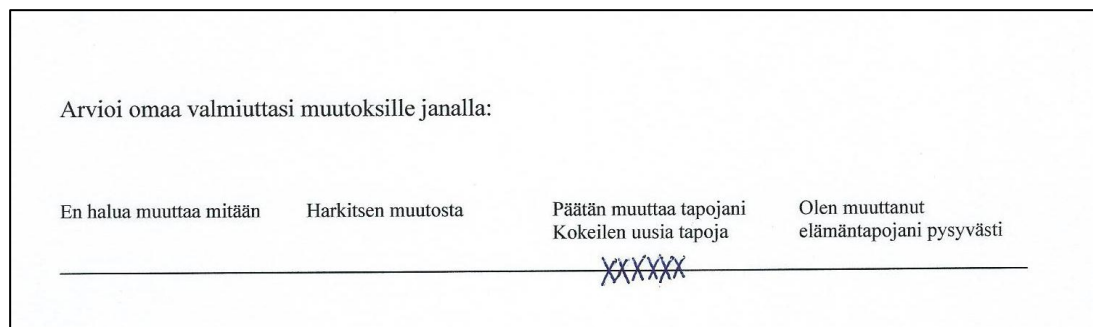 Arvioi omaa valmiuttasi muutoksille janalla:
En halua muuttaa mitään
Harkitsen muutosta
Päätän muuttaa tapojani
Kokeilen uusia tapoja
Olen muuttanut
elämäntapojani pysyvästi
XXXXXX